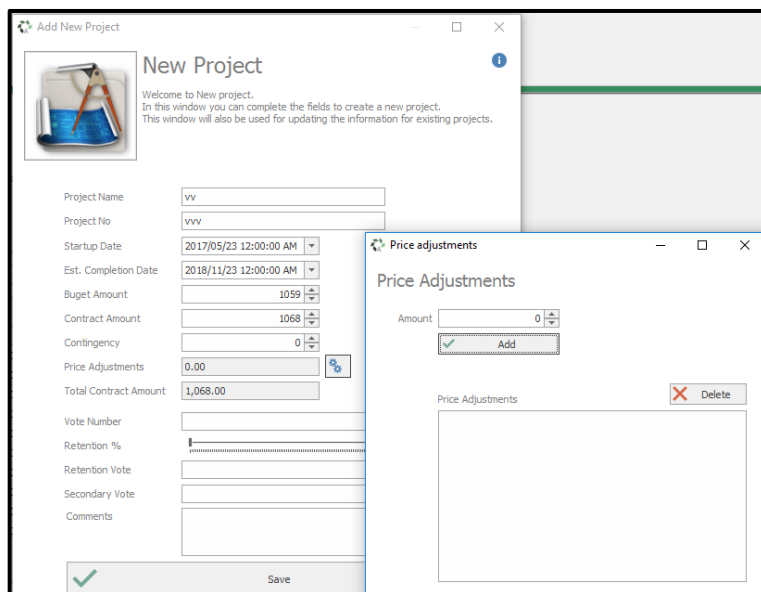 Add New Project
New Project
Welcome to New project.
In this window you can complete the fields to create a new project.
This window will also be used for updating the information for existing projects.
Project Name vv
Project No vvv
Startup Date 2017/05/23 12:00:00 AM
Est. Completion Date 2018/11/23 12:00:00 AM
Buget Amount 1059
Contract Amount 1068
Contingency 0
Price Adjustments 0.00
Total Contract Amount 1,068.00
Vote Number
Retention %
Retention Vote
Secondary Vote
Comments
Save
Price adjustments
Price Adjustments
Amount 0
Add
Price Adjustments
Delete